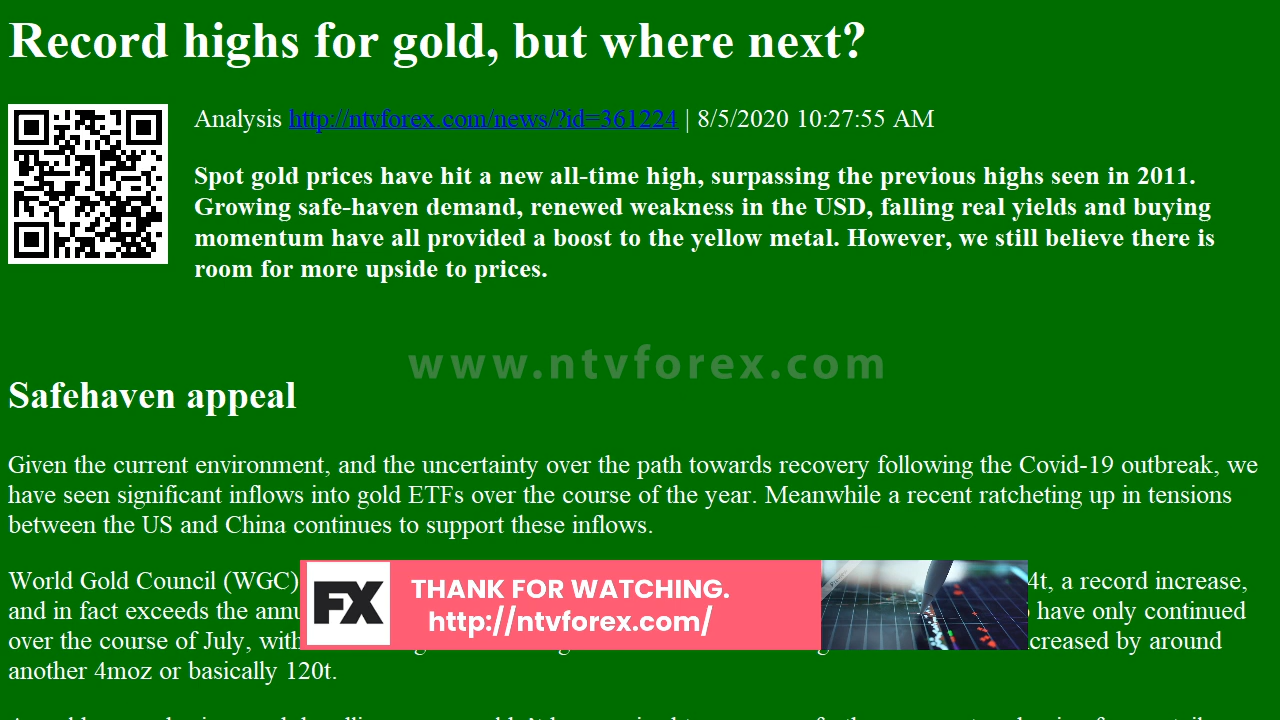 Record highs for gold, but where next?
Analysis http://ntvforex.com/news/?id=361224 | 8/5/2020 10:27:55 AM
Spot gold prices have hit a new all-time high, surpassing the previous highs seen in 2011.
Growing safe-haven demand, renewed weakness in the USD, falling real yields and buying
momentum have all provided a boost to the yellow metal. However, we still believe there is
room for more upside to prices.
www.ntvforex.com
Safehaven appeal
Given the current environment, and the uncertainty over the path towards recovery following the Covid-19 outbreak, we
have seen significant inflows into gold ETFs over the course of the year. Meanwhile a recent ratcheting up in tensions
between the US and China continues to support these inflows.
World Gold Council (WGC) 4t, a record increase,
and in fact exceeds the have only continued
over the course of July, with around
another 4moz or basically 120t.
FX
THANK FOR WATCHING.
http://ntvforex.com/